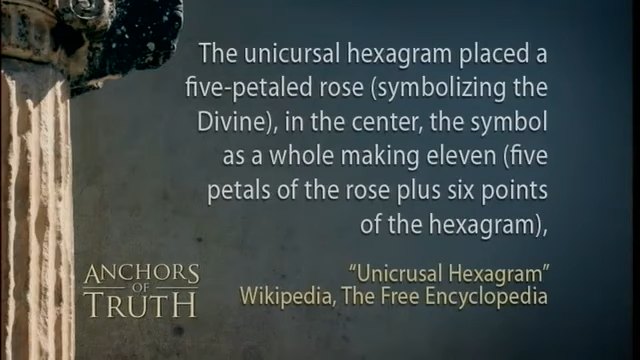 The unicursal hexagram placed a
five-petaled rose (symbolizing the
Divine), in the center, the symbol
as a whole making eleven (five
petals of the rose plus six points
of the hexagram),
"Unicrusal Hexagram"
Wikipedia, The Free Encyclopedia
ANCHORS
OF
TRUTH